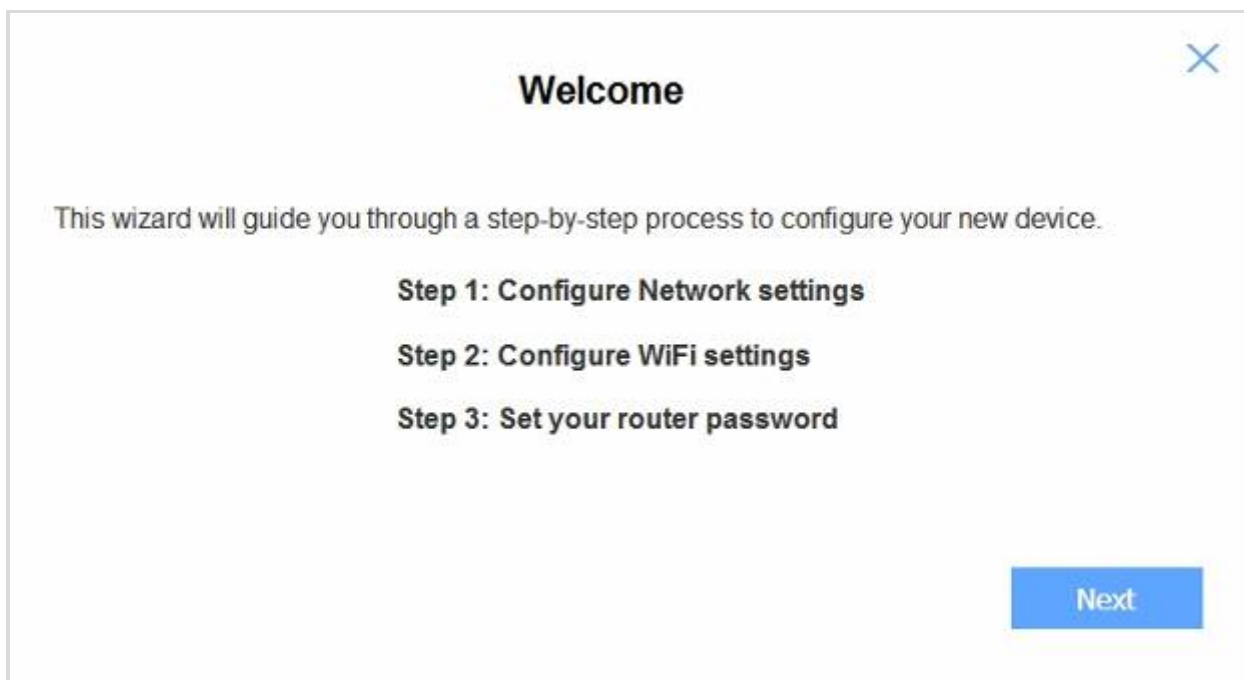 Welcome
This wizard will guide you through a step-by-step process to configure your new device.
Step 1: Configure Network settings
Step 2: Configure WiFi settings
Step 3: Set your router password
Next